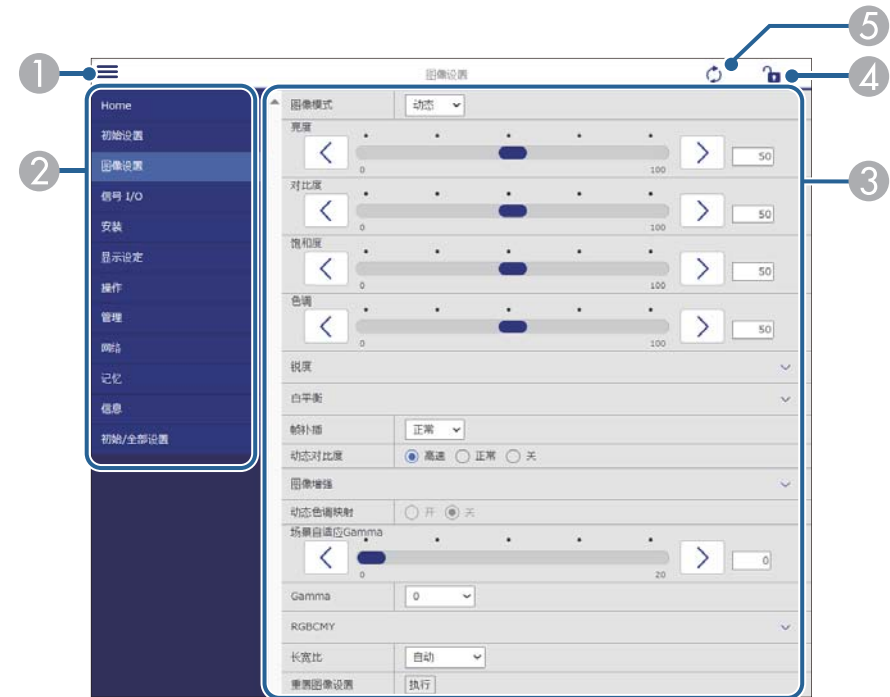 5
1
图像设置
4
Home
初始设置
图像设置
信号 I/O
安装
显示设定
操作
管理
网络
记忆
信息
初始/全部设置
2
3
图像模式
动态
亮度
0
100
50
对比度
0
100
50
饱和度
0
100
50
色调
0
100
50
锐度
白平衡
帧补插
正常
动态对比度
高速 正常 关
图像增强
动态色调映射
开 关
场景自适应Gamma
0
20
0
Gamma
0
RGBCMY
长宽比
自动
重置图像设置
执行